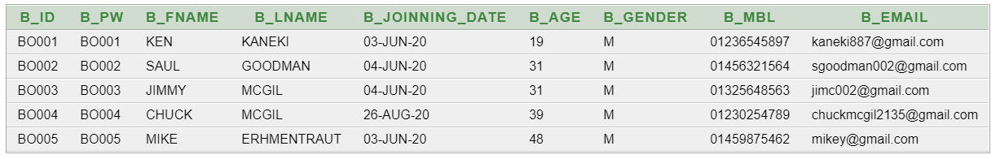 B_ID B_PW B_FNAME B_LNAME B_JOINNING_DATE B_AGE B_GENDER B_MBL B_EMAIL
BO001 BO001 KEN KANEKI 03-JUN-20 19 M 01236545897 kaneki887@gmail.com
BO002 BO002 SAUL GOODMAN 04-JUN-20 31 M 01456321564 sgoodman002@gmail.com
BO003 BO003 JIMMY MCGIL 04-JUN-20 31 M 01325648563 jimc002@gmail.com
BO004 BO004 CHUCK MCGIL 26-AUG-20 39 M 01230254789 chuckmcgil2135@gmail.com
BO005 BO005 MIKE ERHMENTRAUT 03-JUN-20 48 M 01459875462 mikey@gmail.com